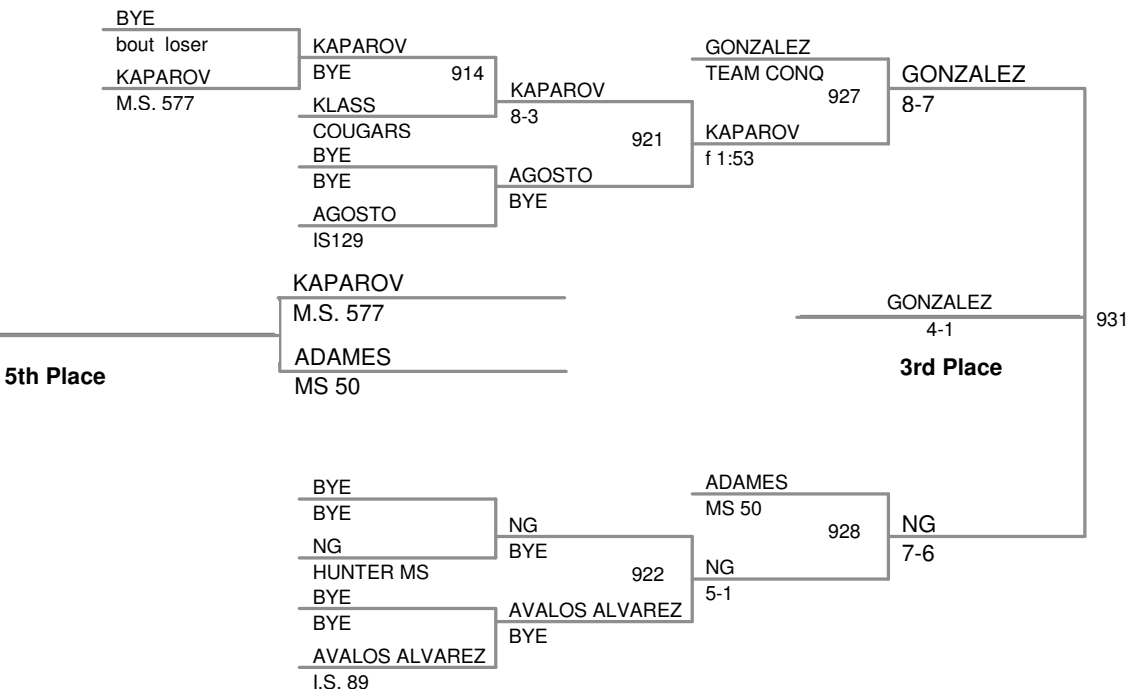 BYE
bout loser
KAPAROV
M.S. 577
KAPAROV
BYE
914
KLASS
COUGARS
BYE
BYE
AGOSTO
IS129
KAPAROV
8-3
921
AGOSTO
BYE
GONZALEZ
TEAM CONQ
927
KAPAROV
f 1:53
GONZALEZ
8-7
KAPAROV
M.S. 577
ADAMES
MS 50
5th Place
GONZALEZ
4-1
3rd Place
931
BYE
BYE
NG
HUNTER MS
BYE
BYE
AVALOS ALVAREZ
I.S. 89
NG
BYE
922
AVALOS ALVAREZ
BYE
ADAMES
MS 50
928
NG
5-1
NG
7-6